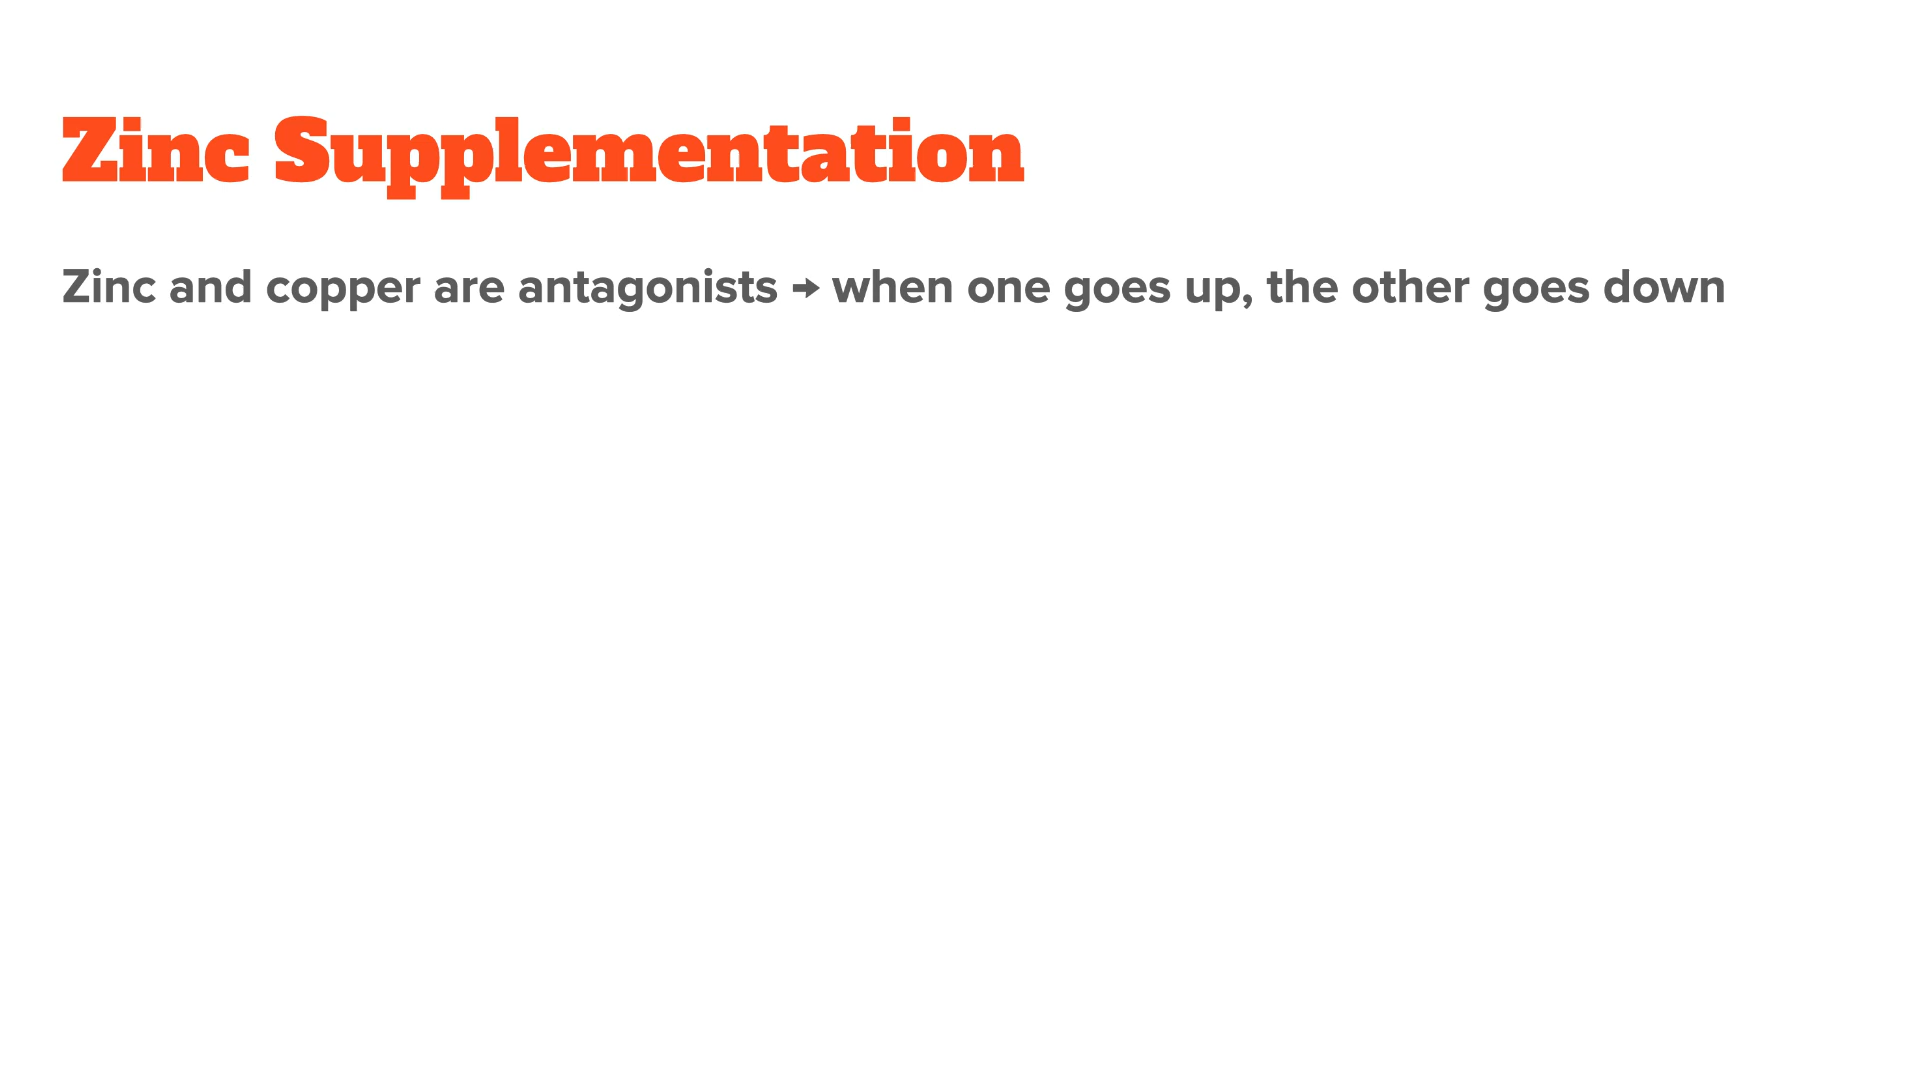 Zinc Supplementation
Zinc and copper are antagonists → when one goes up, the other goes down